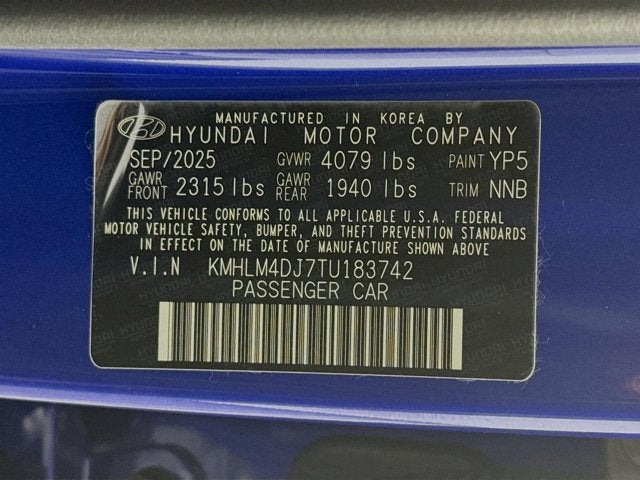 MANUFACTURED IN KOREA BY
HYUNDAI MOTOR COMPANY
SEP/2025 GVWR 4079 lbs PAINT YP5
GAWR FRONT 2315 lbs GAWR REAR 1940 lbs TRIM NNB
THIS VEHICLE CONFORMS TO ALL APPLICABLE U.S.A. FEDERAL
MOTOR VEHICLE SAFETY, BUMPER, AND THEFT PREVENTION STANDARDS
IN EFFECT ON THE DATE OF MANUFACTURE SHOWN ABOVE
V.I.N KMHLM4DJ7TU183742
PASSENGER CAR